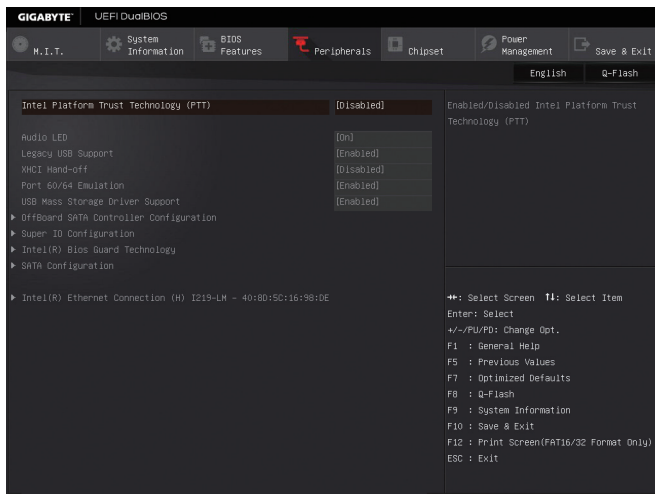 GIGABYTE™ UEFI DualBIOS
M.I.T.
System Information
BIOS Features
Peripherals
Chipset
Power Management
Save & Exit
English Q-Flash
Intel Platform Trust Technology (PTT) [Disabled]
Audio LED [On]
Legacy USB Support [Enabled]
XHCI Hand-off [Disabled]
Port 60/64 Emulation [Enabled]
USB Mass Storage Driver Support [Enabled]
OffBoard SATA Controller Configuration
Super IO Configuration
Intel(R) Bios Guard Technology
SATA Configuration
Intel(R) Ethernet Connection (H) I219-LM - 40:8D:5C:16:98:DE
Enabled/Disabled Intel Platform Trust
Technology (PTT)
→←: Select Screen ↑↓: Select Item
Enter: Select
+/-/PU/PD: Change Opt.
F1 : General Help
F5 : Previous Values
F7 : Optimized Defaults
F8 : Q-Flash
F9 : System Information
F10 : Save & Exit
F12 : Print Screen(FAT16/32 Format Only)
ESC : Exit